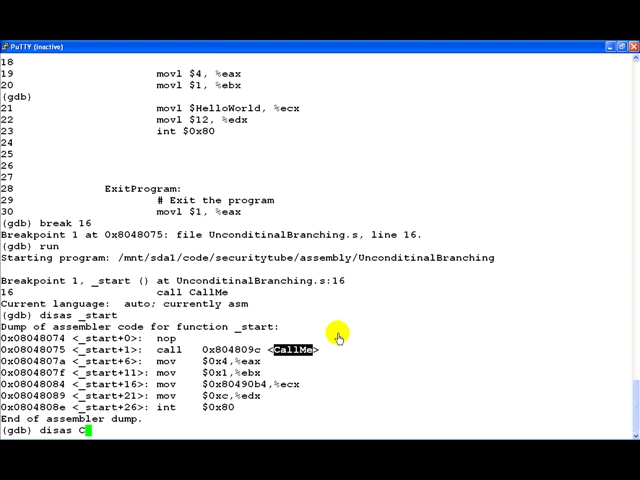 PuTTY (inactive)
18
19 movl $4, %eax
20 movl $1, %ebx
(gdb)
21 movl $HelloWorld, %ecx
22 movl $12, %edx
23 int $0x80
24
25
26
27
28 ExitProgram:
29 # Exit the program
30 movl $1, %eax
(gdb) break 16
Breakpoint 1 at 0x8048075: file UnconditinalBranching.s, line 16.
(gdb) run
Starting program: /mnt/sda1/code/securitytube/assembly/UnconditinalBranching
Breakpoint 1, _start () at UnconditinalBranching.s:16
16 call CallMe
Current language: auto; currently asm
(gdb) disas _start
Dump of assembler code for function _start:
0x08048074 <_start+0>: nop
0x08048075 <_start+1>: call 0x804809c <CallMe>
0x0804807a <_start+6>: mov $0x4,%eax
0x0804807f <_start+11>: mov $0x1,%ebx
0x08048084 <_start+16>: mov $0x80490b4,%ecx
0x08048089 <_start+21>: mov $0xc,%edx
0x0804808e <_start+26>: int $0x80
End of assembler dump.
(gdb) disas C